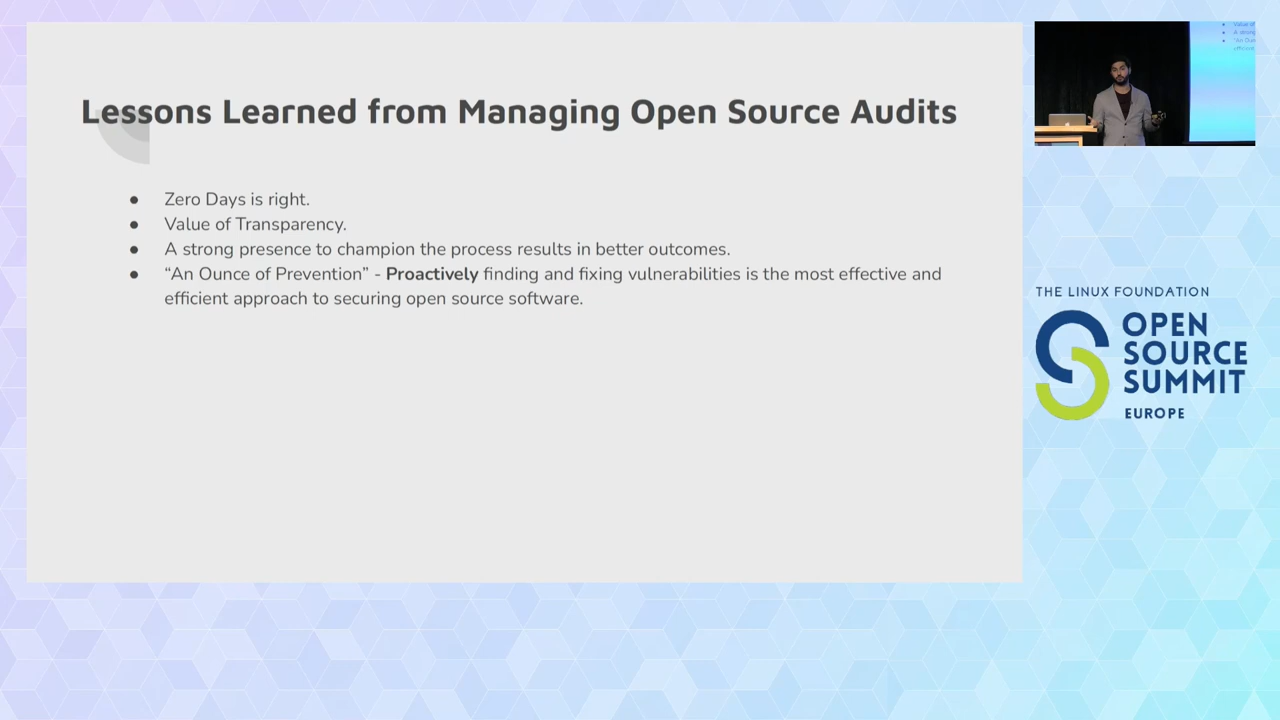 Lessons Learned from Managing Open Source Audits
● Zero Days is right.
● Value of Transparency.
● A strong presence to champion the process results in better outcomes.
● “An Ounce of Prevention” - Proactively finding and fixing vulnerabilities is the most effective and
efficient approach to securing open source software.
THE LINUX FOUNDATION
OPEN
SOURCE
SUMMIT
EUROPE